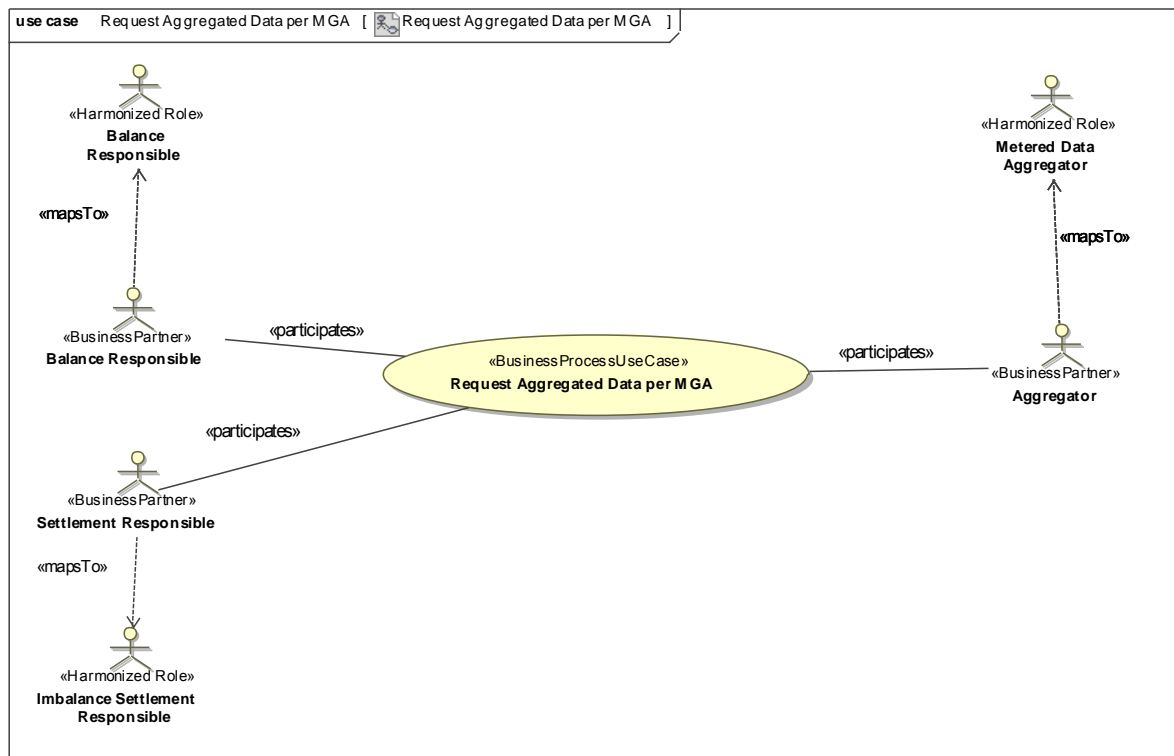 use case Request Aggregated Data per MGA [ Request Aggregated Data per MGA ]
«Harmonized Role»
Balance
Responsible
«mapsTo»
«BusinessPartner»
Balance Responsible
«participates»
«Harmonized Role»
Metered Data
Aggregator
«mapsTo»
«BusinessPartner»
Aggregator
«participates»
«BusinessProcessUseCase»
Request Aggregated Data per MGA
«participates»
«BusinessPartner»
Settlement Responsible
«mapsTo»
«Harmonized Role»
Imbalance Settlement
Responsible